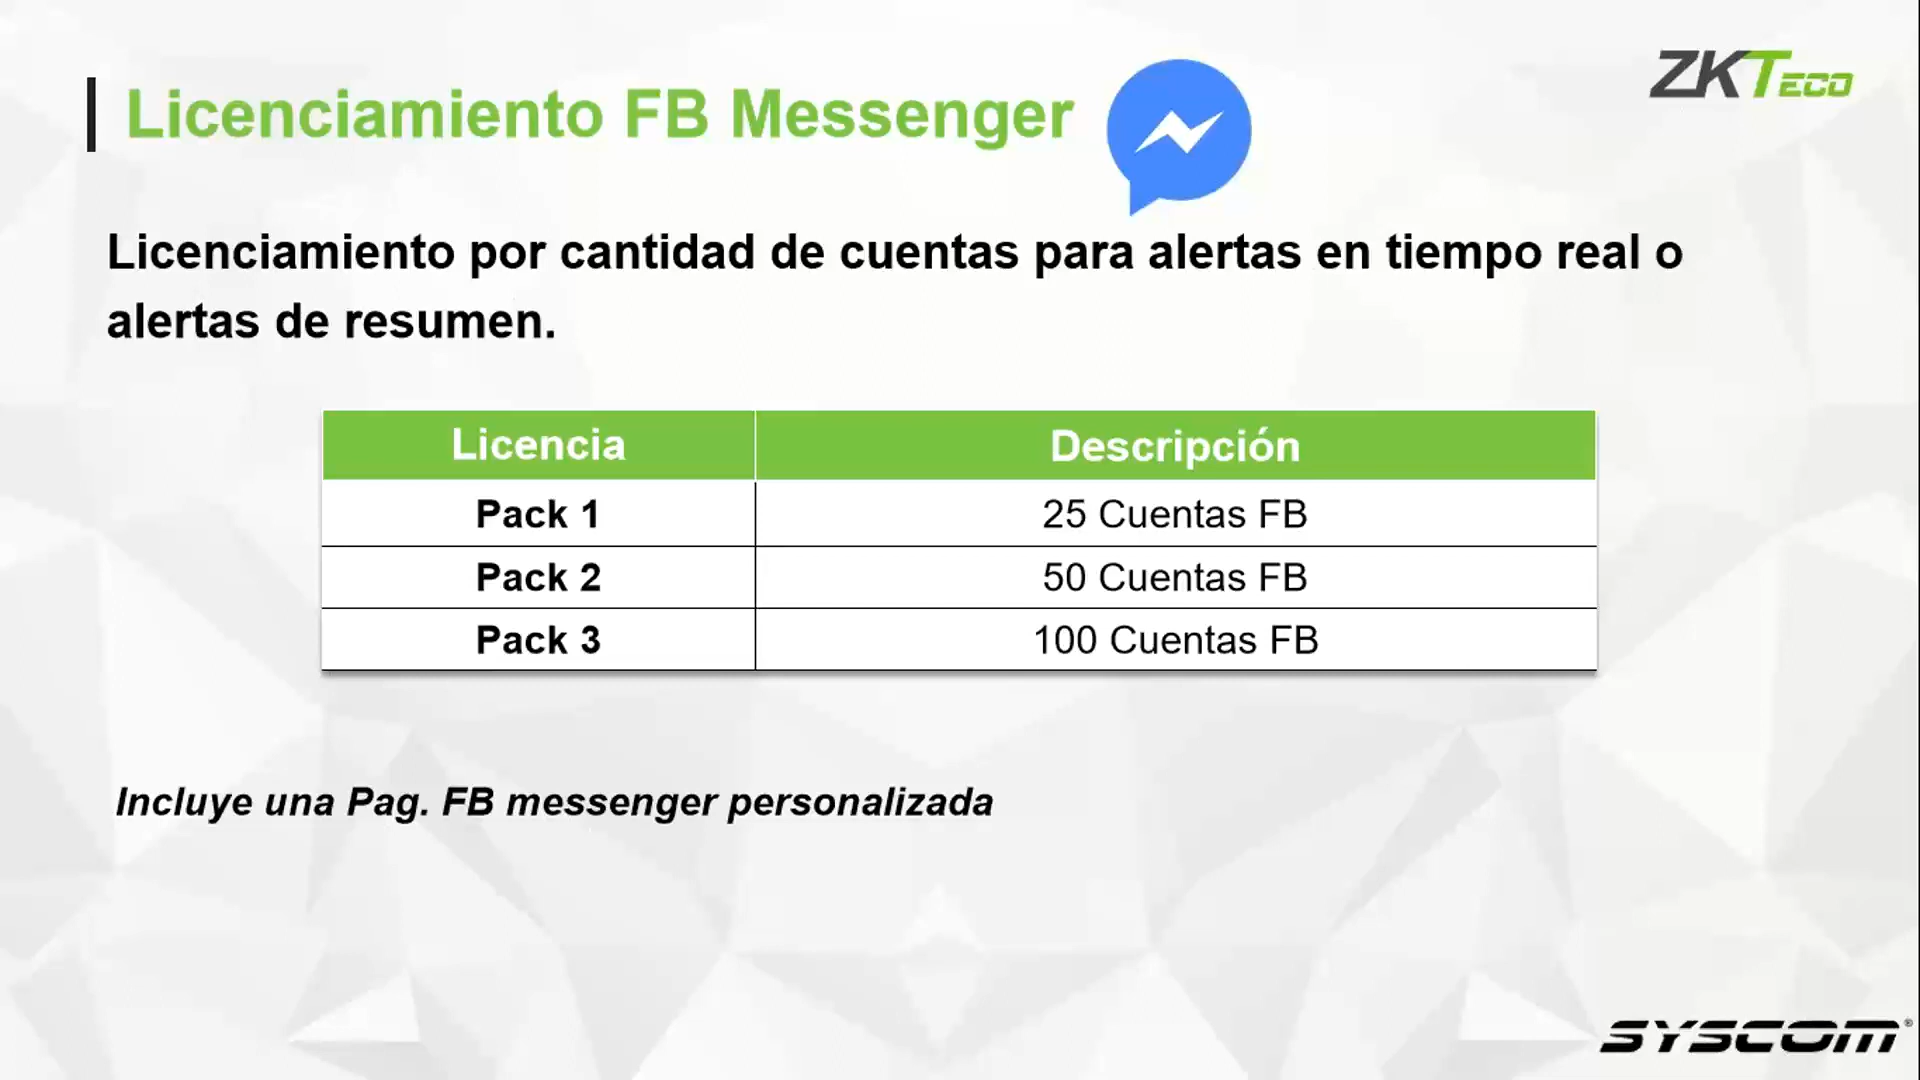 Licenciamiento FB Messenger
ZKTECO
Licenciamiento por cantidad de cuentas para alertas en tiempo real o
alertas de resumen.
Licencia Descripción
Pack 1 25 Cuentas FB
Pack 2 50 Cuentas FB
Pack 3 100 Cuentas FB
Incluye una Pag. FB messenger personalizada
SYSCOM®